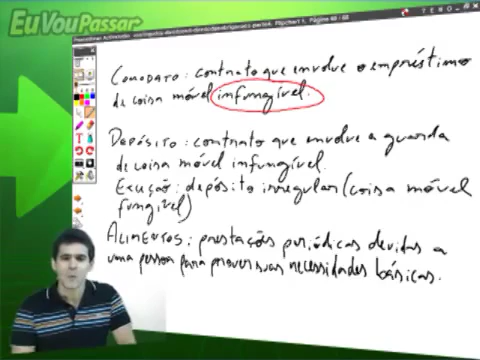 EuVouPassar
COMODATO: contrato que envolve o empréstimo
de coisa móvel infungível.
DEPÓSITO: contrato que envolve a guarda
de coisa móvel infungível.
EXCEÇÃO: depósito irregular (coisa móvel
fungível)
ALIMENTOS: prestações periódicas devidas a
uma pessoa para prover suas necessidades básicas.